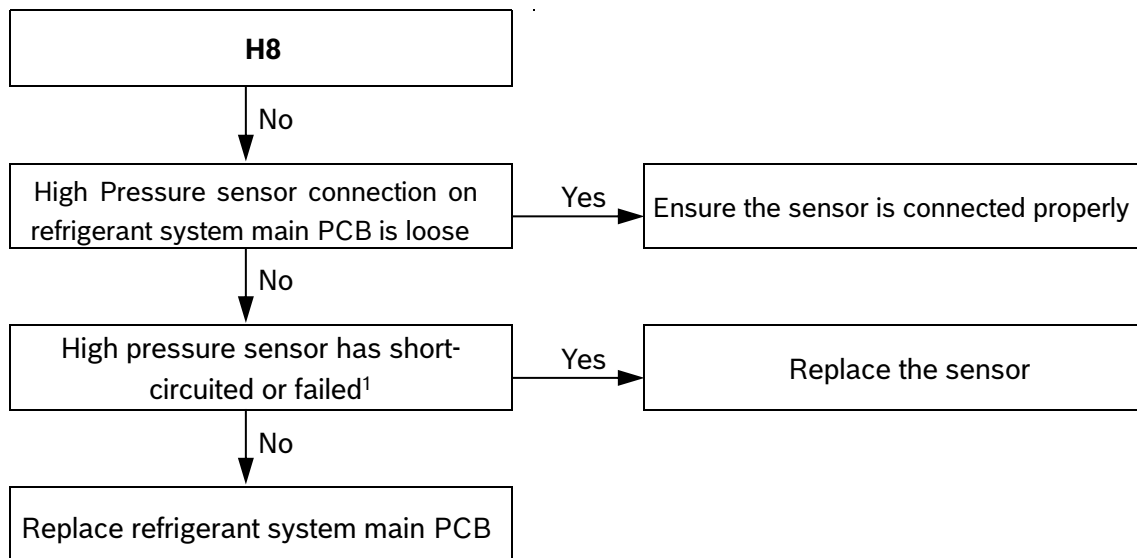 H8
No
High Pressure sensor connection on
refrigerant system main PCB is loose
Yes
Ensure the sensor is connected properly
No
High pressure sensor has short-
circuited or failed¹
Yes
Replace the sensor
No
Replace refrigerant system main PCB